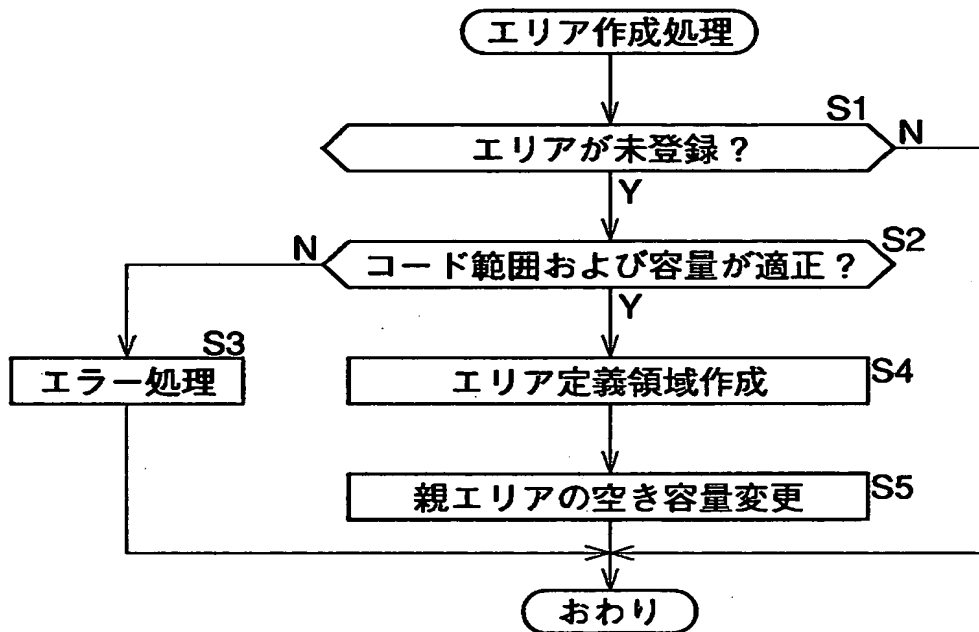 エリア作成処理
S1
エリアが未登録？
N
Y
S2
N
コード範囲および容量が適正？
Y
S3
エラー処理
エリア定義領域作成
S4
親エリアの空き容量変更
S5
おわり